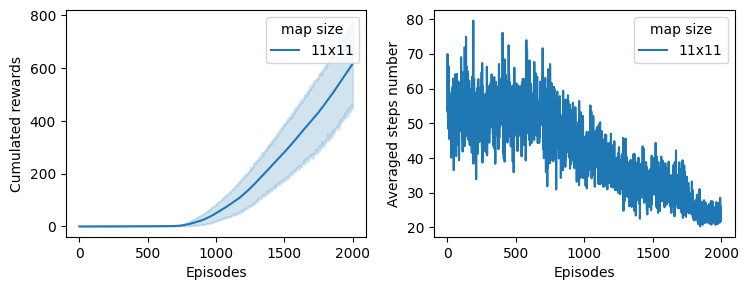 map size
11x11
Cumulated rewards
800
600
400
200
0
0
500
1000
1500
2000
Episodes
map size
11x11
Averaged steps number
80
70
60
50
40
30
20
0
500
1000
1500
2000
Episodes